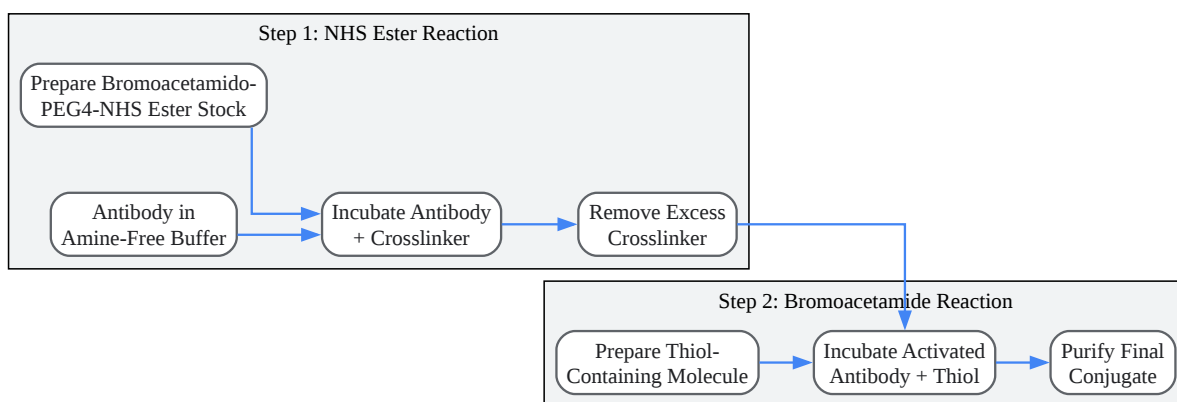 Step 1: NHS Ester Reaction
Prepare Bromoacetamido-
PEG4-NHS Ester Stock
Antibody in
Amine-Free Buffer
Incubate Antibody
+ Crosslinker
Remove Excess
Crosslinker
Step 2: Bromoacetamide Reaction
Prepare Thiol-
Containing Molecule
Incubate Activated
Antibody + Thiol
Purify Final
Conjugate